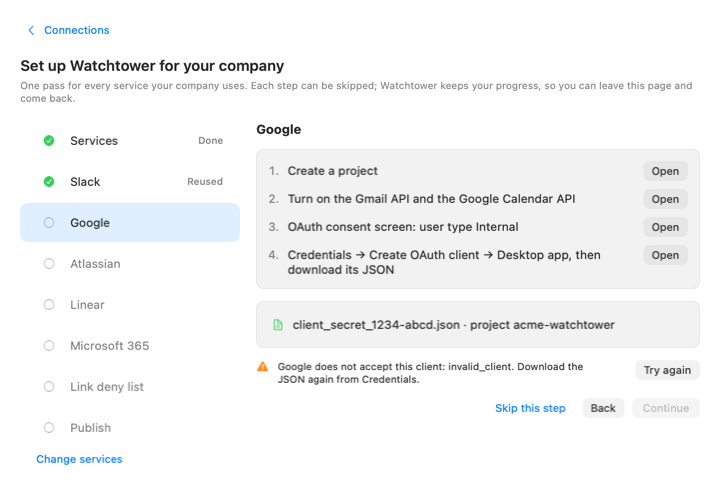 Connections
Set up Watchtower for your company
One pass for every service your company uses. Each step can be skipped; Watchtower keeps your progress, so you can leave this page and
come back.
Services Done
Slack Reused
Google
Atlassian
Linear
Microsoft 365
Link deny list
Publish
Change services
Google
1. Create a project Open
2. Turn on the Gmail API and the Google Calendar API Open
3. OAuth consent screen: user type Internal Open
4. Credentials → Create OAuth client → Desktop app, then Open
download its JSON
client_secret_1234-abcd.json · project acme-watchtower
Google does not accept this client: invalid_client. Download the
JSON again from Credentials.
Try again
Skip this step Back Continue